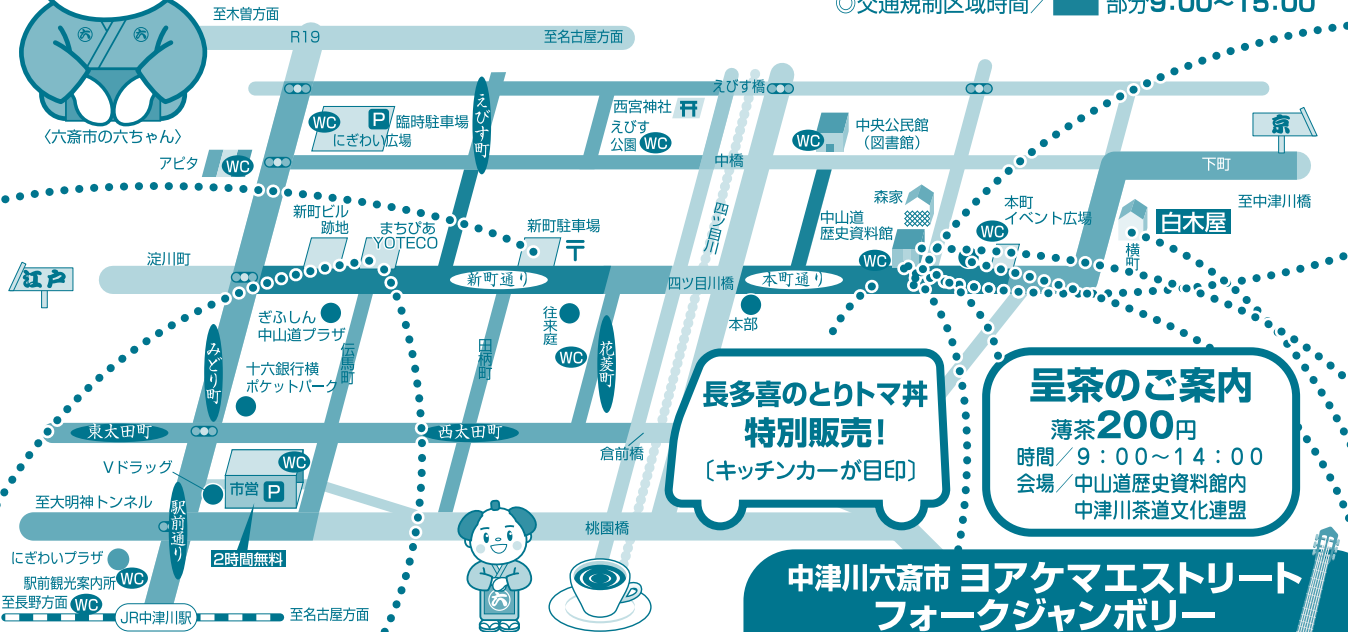 ◎交通規制区域時間／ 部分9:00～15:00
至木曽方面
R19
至名古屋方面
えびす橋
〈六斎市の六ちゃん〉
WC
P
臨時駐車場
にぎわい広場
えびす町
西宮神社
えびす
公園 WC
WC
中央公民館
（図書館）
京
アピタ
WC
中橋
下町
至中津川橋
新町ビル
跡地
まちぴあ
YOTECO
新町駐車場
〒
四ツ目川
森家
中山道
歴史資料館
WC
本町
イベント広場
WC
白木屋
横町
淀川町
江戸
新町通り
四ツ目川橋
本町通り
ぎふしん
中山道プラザ
伝馬町
田柄町
往来庭
WC
花菱町
本部
みどり町
十六銀行横
ポケットパーク
長多喜のとりトマ丼
特別販売！
〔キッチンカーが目印〕
呈茶のご案内
薄茶200円
時間／９：００～１４：００
会場／中山道歴史資料館内
中津川茶道文化連盟
東太田町
西太田町
倉前橋
Vドラッグ
WC
市営 P
至大明神トンネル
駅前通り
桃園橋
2時間無料
にぎわいプラザ
駅前観光案内所 WC
至長野方面 WC
JR中津川駅
至名古屋方面
六
中津川六斎市 ヨアケマエストリート
フォークジャンボリー